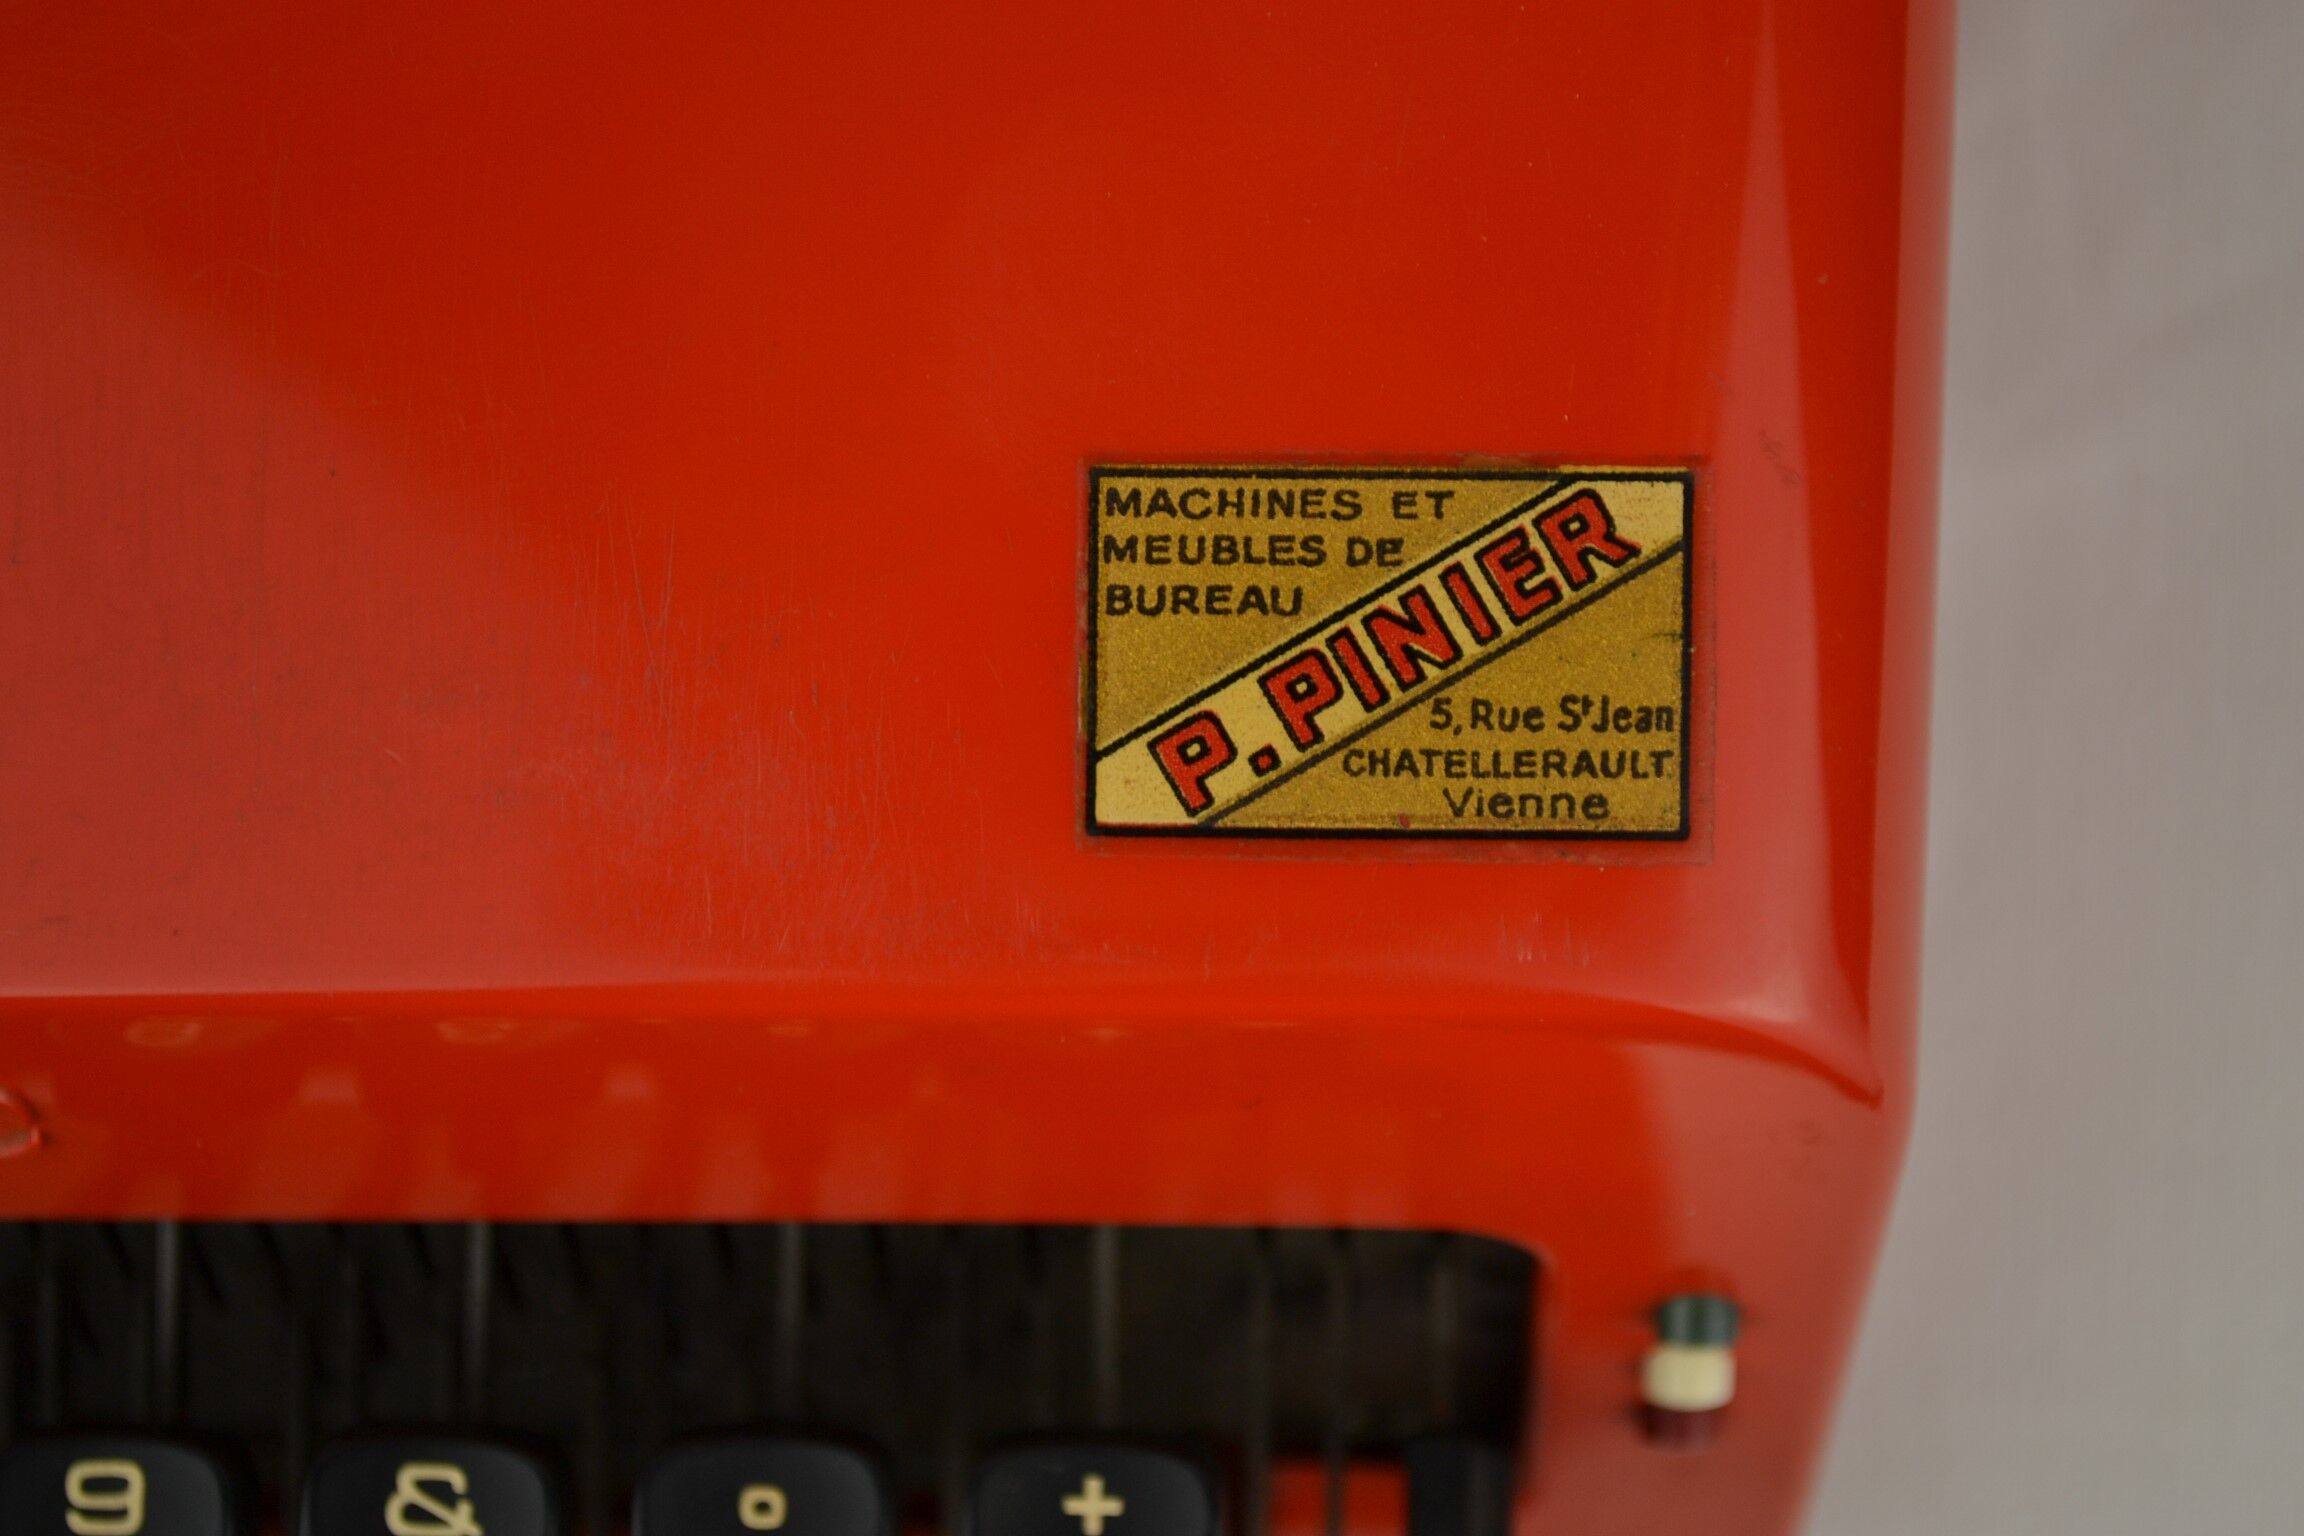 MACHINES ET
MEUBLES DE
BUREAU
P. PINIER
5, Rue St Jean
CHATELLERAULT
Vienne
9 & ° +